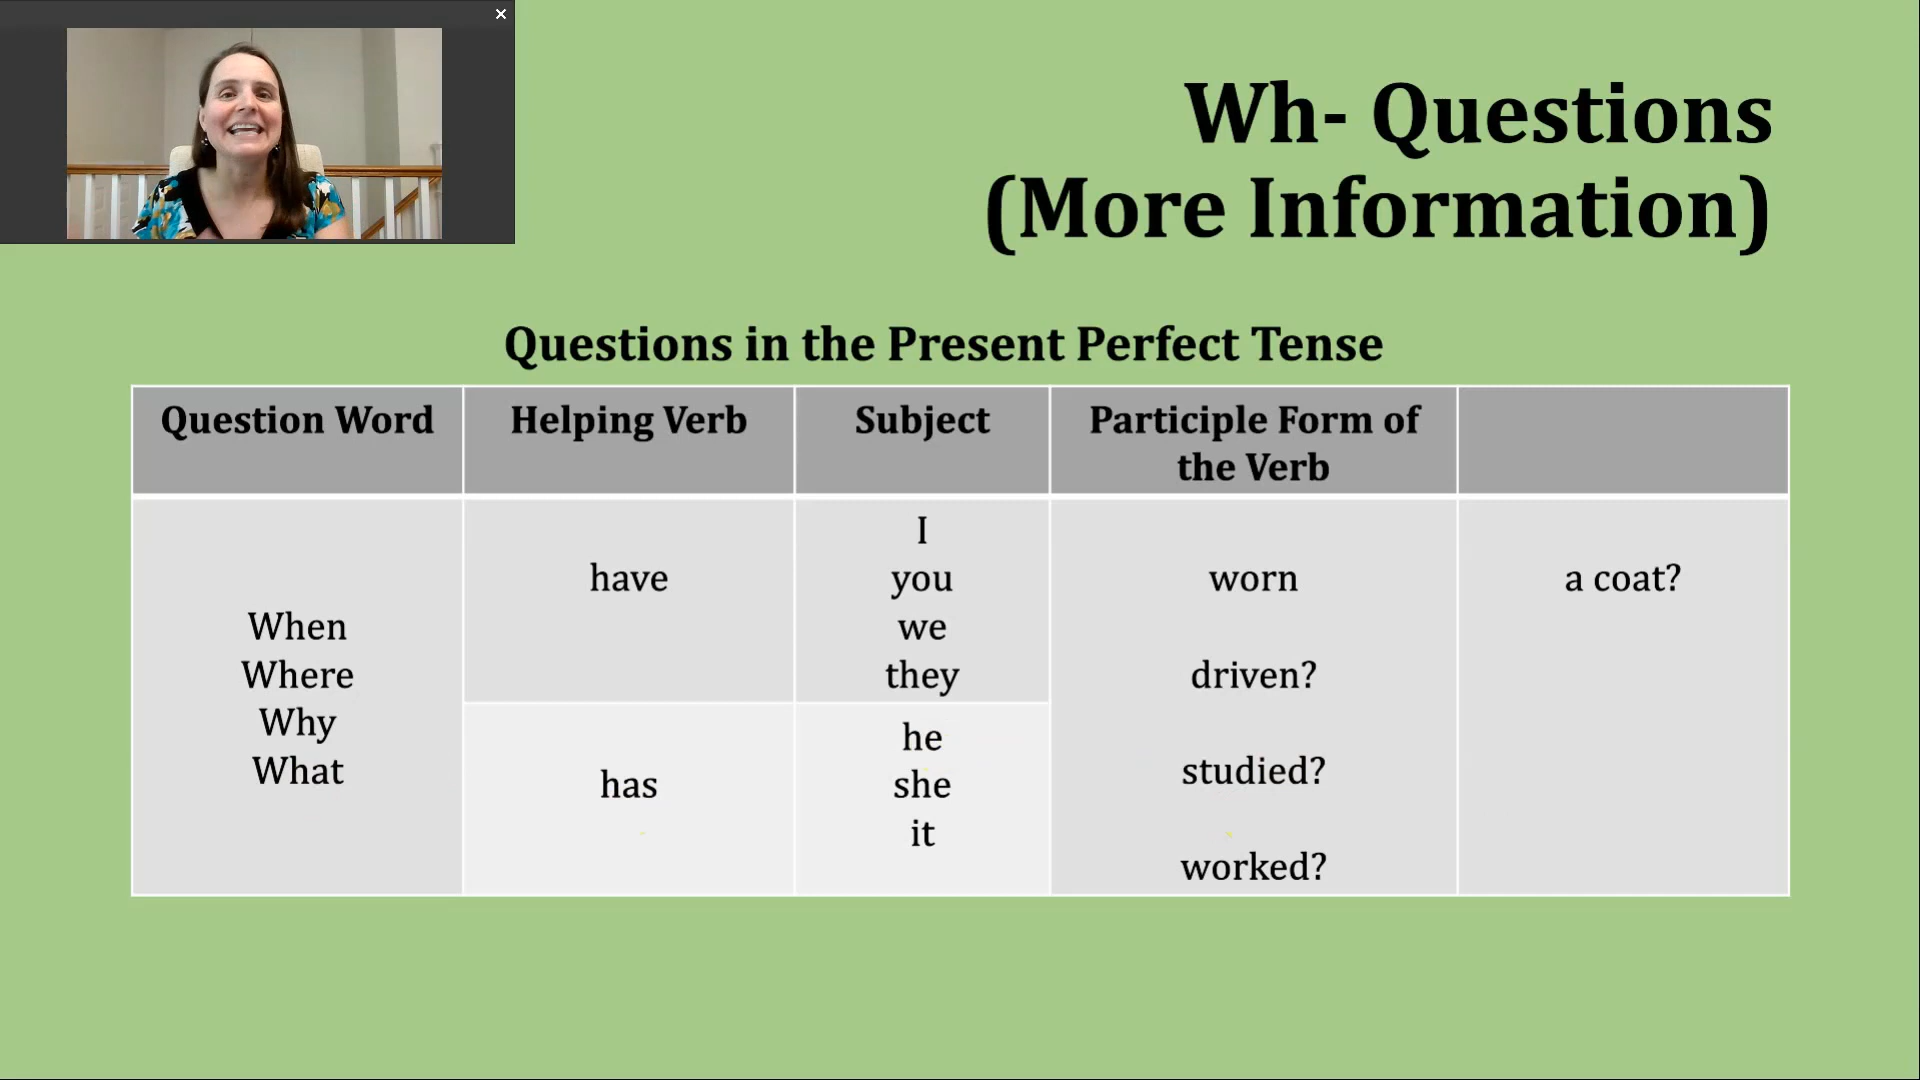 Wh- Questions
(More Information)
Questions in the Present Perfect Tense
Question Word
Helping Verb
Subject
Participle Form of
the Verb
When
Where
Why
What
have
I
you
we
they
has
he
she
it
worn
driven?
studied?
worked?
a coat?